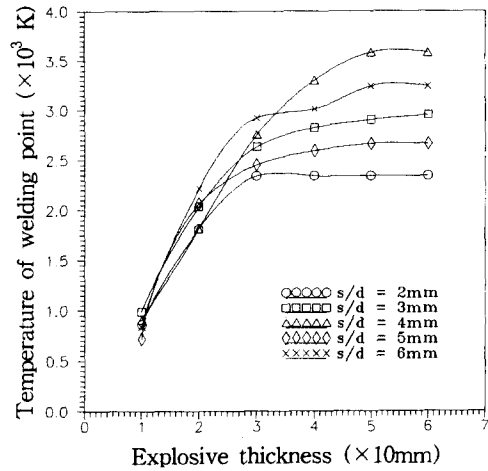 Temperature of welding point (×10³ K)
4.0
3.5
3.0
2.5
2.0
1.5
1.0
0.5
0.0
s/d = 2mm
s/d = 3mm
s/d = 4mm
s/d = 5mm
s/d = 6mm
0 1 2 3 4 5 6 7
Explosive thickness (×10mm)